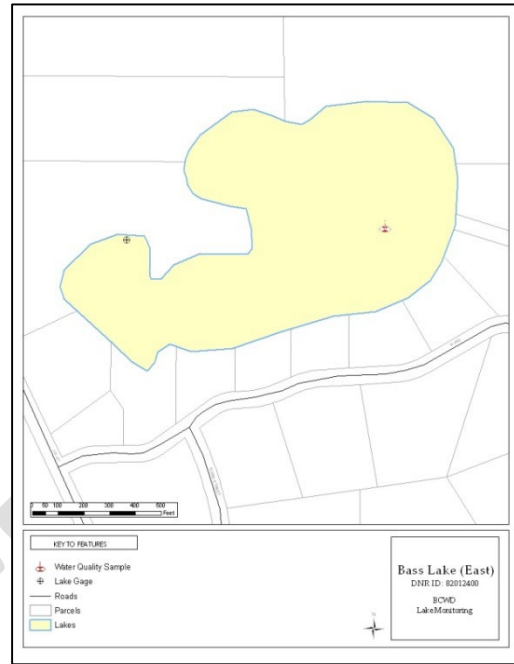 0 50 100 200 300 400 500
Feet
KEY TO FEATURES
Water Quality Sample
Lake Gage
Roads
Parcels
Lakes
N
Bass Lake (East)
DNR ID: 82012400
BCWD
Lake Monitoring